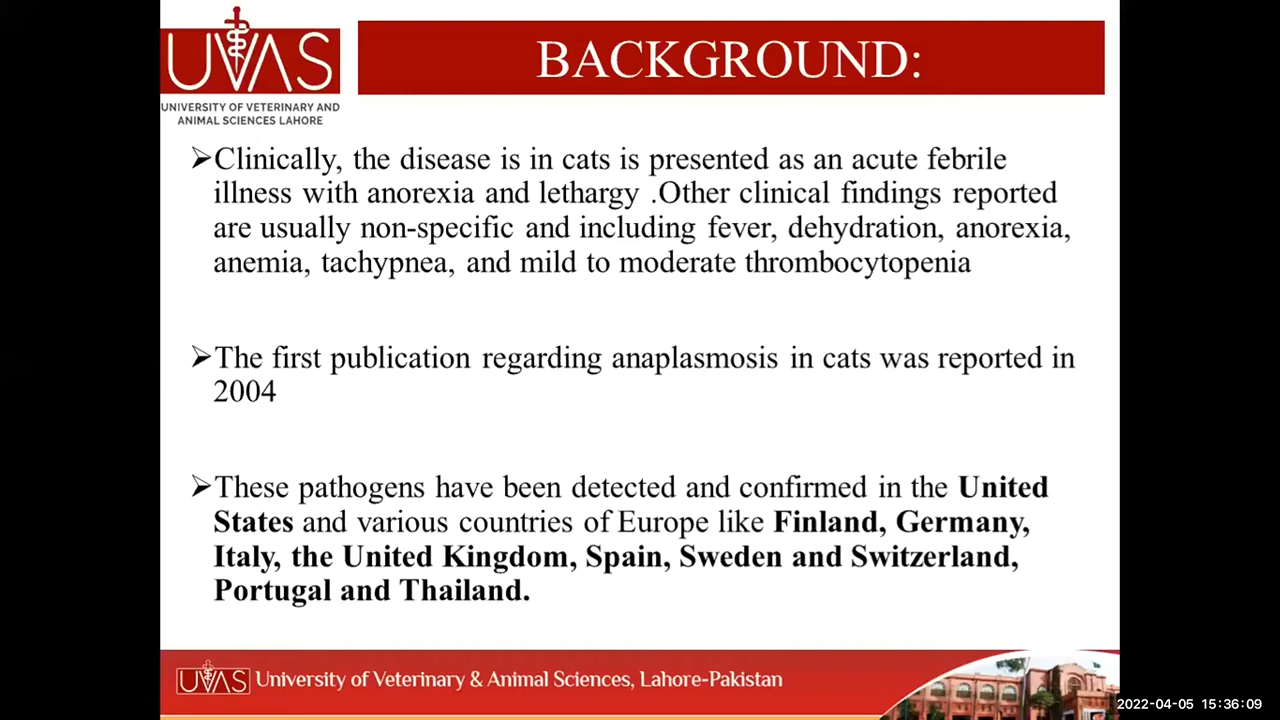 UVAS
UNIVERSITY OF VETERINARY AND
ANIMAL SCIENCES LAHORE
BACKGROUND:
➢Clinically, the disease is in cats is presented as an acute febrile
illness with anorexia and lethargy .Other clinical findings reported
are usually non-specific and including fever, dehydration, anorexia,
anemia, tachypnea, and mild to moderate thrombocytopenia
➢The first publication regarding anaplasmosis in cats was reported in
2004
➢These pathogens have been detected and confirmed in the United
States and various countries of Europe like Finland, Germany,
Italy, the United Kingdom, Spain, Sweden and Switzerland,
Portugal and Thailand.
UVAS University of Veterinary & Animal Sciences, Lahore-Pakistan
2022-04-05 15:36:09